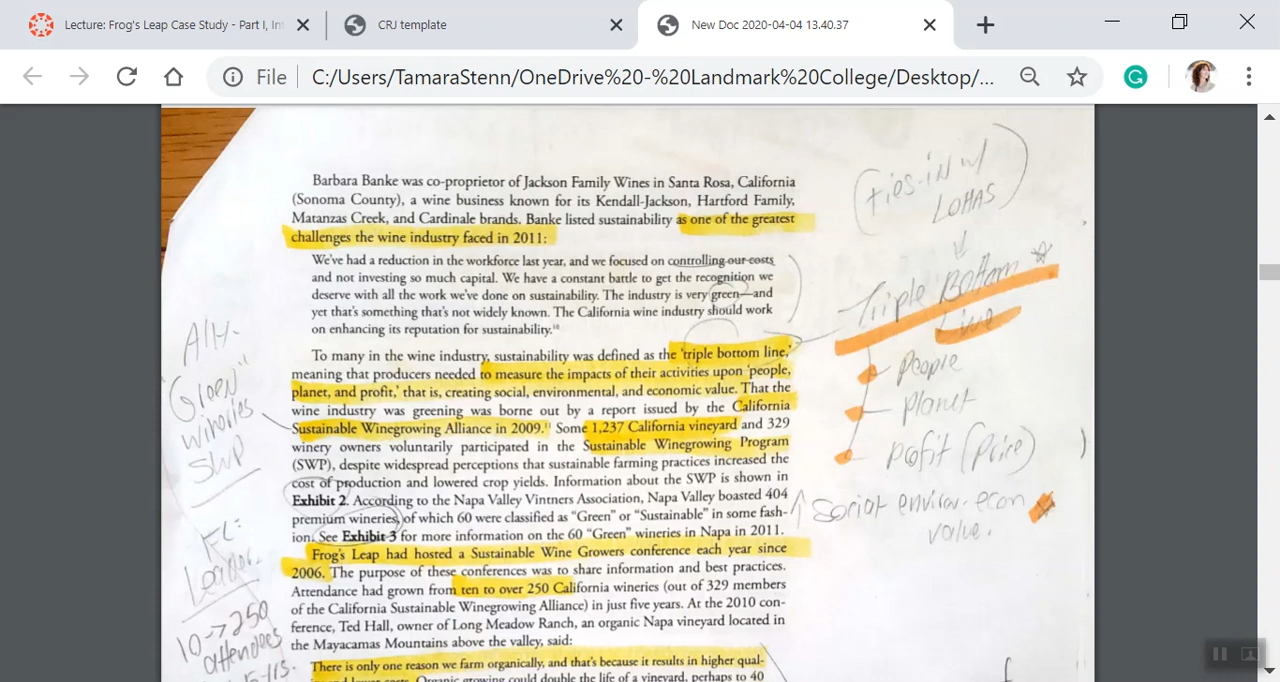 Lecture: Frog's Leap Case Study - Part I, In
CRJ template
New Doc 2020-04-04 13.40.37
File
C:/Users/TamaraStenn/OneDrive%20-%20Landmark%20College/Desktop/...
Barbara Banke was co-proprietor of Jackson Family Wines in Santa Rosa, California
(Sonoma County), a wine business known for its Kendall-Jackson, Hartford Family,
Matanzas Creek, and Cardinale brands. Banke listed sustainability as one of the greatest
challenges the wine industry faced in 2011:
We've had a reduction in the workforce last year, and we focused on controlling our costs
and not investing so much capital. We have a constant battle to get the recognition we
deserve with all the work we've done on sustainability. The industry is very green—and
yet that's something that's not widely known. The California wine industry should work
on enhancing its reputation for sustainability.¹⁰
To many in the wine industry, sustainability was defined as the 'triple bottom line,'
meaning that producers needed to measure the impacts of their activities upon 'people,
planet, and profit,' that is, creating social, environmental, and economic value. That the
wine industry was greening was borne out by a report issued by the California
Sustainable Winegrowing Alliance in 2009.¹¹ Some 1,237 California vineyard and 329
winery owners voluntarily participated in the Sustainable Winegrowing Program
(SWP), despite widespread perceptions that sustainable farming practices increased the
cost of production and lowered crop yields. Information about the SWP is shown in
Exhibit 2. According to the Napa Valley Vintners Association, Napa Valley boasted 404
premium wineries, of which 60 were classified as "Green" or "Sustainable" in some fash-
ion. See Exhibit 3 for more information on the 60 "Green" wineries in Napa in 2011.
Frog's Leap had hosted a Sustainable Wine Growers conference each year since
2006. The purpose of these conferences was to share information and best practices.
Attendance had grown from ten to over 250 California wineries (out of 329 members
of the California Sustainable Winegrowing Alliance) in just five years. At the 2010 con-
ference, Ted Hall, owner of Long Meadow Ranch, an organic Napa vineyard located in
the Mayacamas Mountains above the valley, said:
There is only one reason we farm organically, and that's because it results in higher qual-
Organic growing could double the life of a vineyard, perhaps to 40
(ties-in w/
LOHAS)
Triple Bottom
Line
People
Planet
Profit (Price)
Social environ. econ
value.
"Green"
wineries
SWP
FL:
Leader.
10→250
attendees